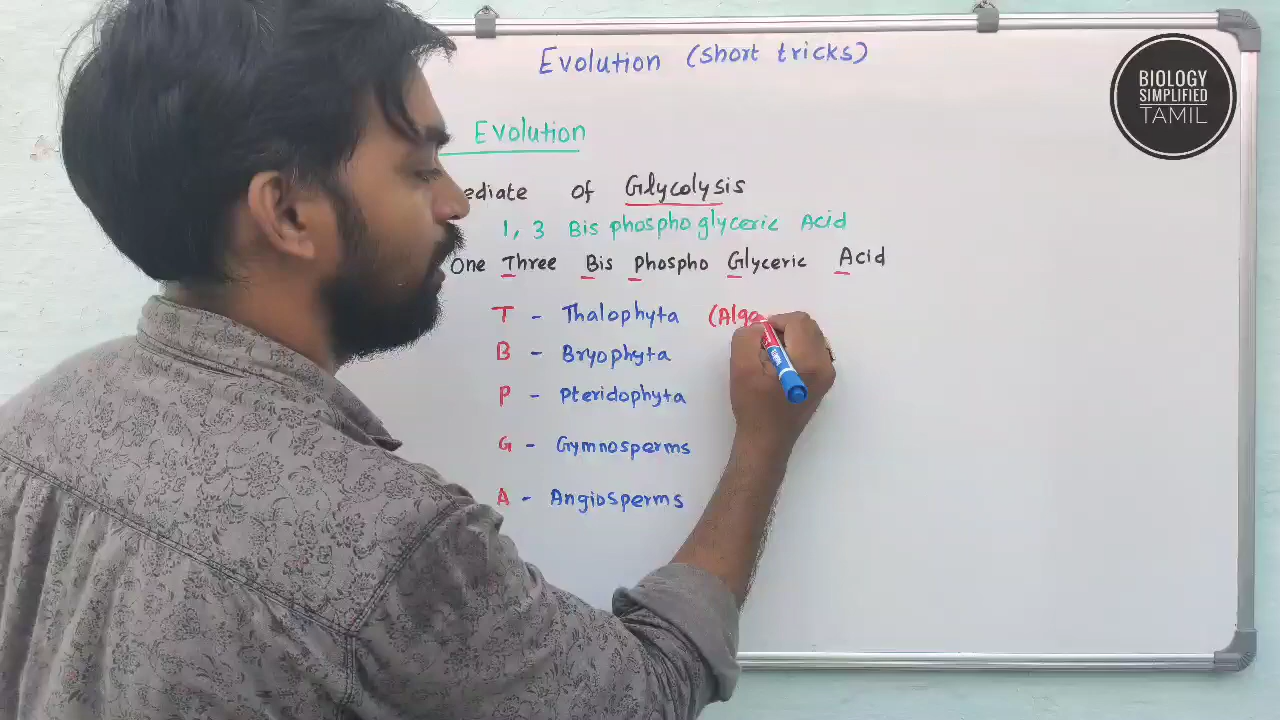 Evolution (short tricks)
BIOLOGY
SIMPLIFIED
TAMIL
Evolution
ediate of Glycolysis
1, 3 Bis phospho glyceric Acid
One Three Bis Phospho Glyceric Acid
T - Thalophyta (Alga
B - Bryophyta
P - Pteridophyta
G - Gymnosperms
A - Angiosperms